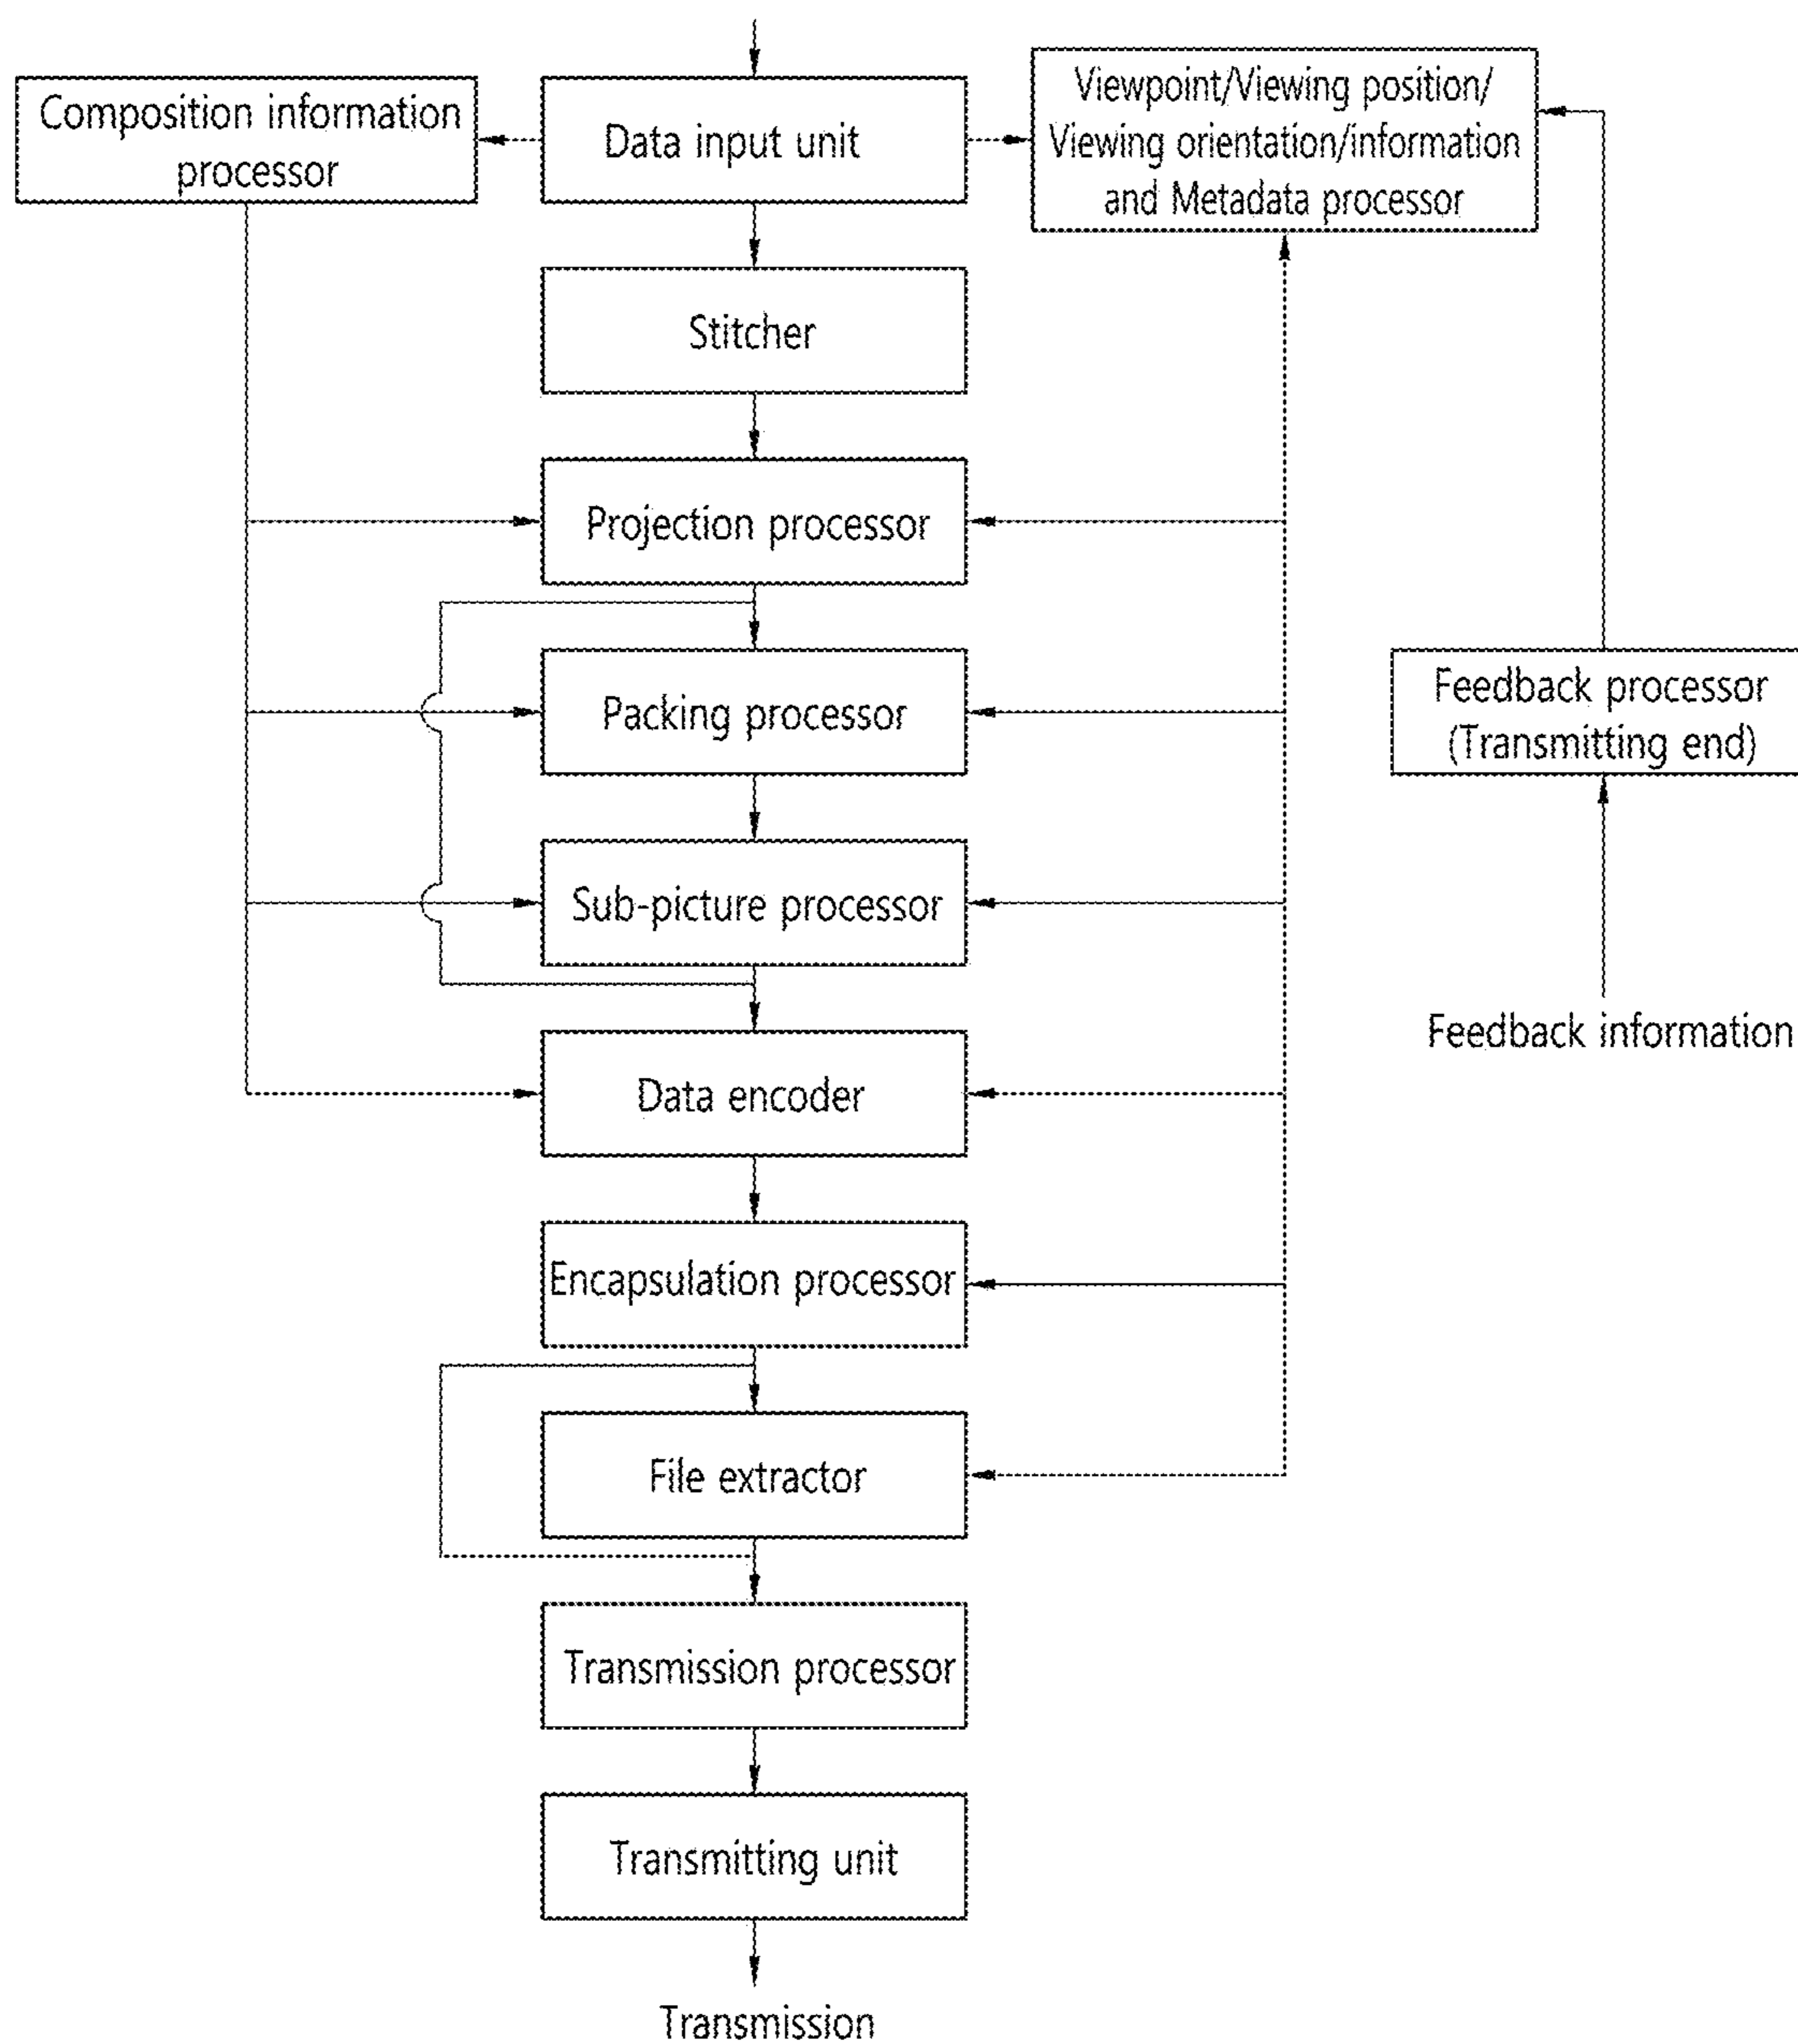 Composition information
processor
Data input unit
Viewpoint/Viewing position/
Viewing orientation/information
and Metadata processor
Stitcher
Projection processor
Packing processor
Feedback processor
(Transmitting end)
Sub-picture processor
Feedback information
Data encoder
Encapsulation processor
File extractor
Transmission processor
Transmitting unit
Transmission